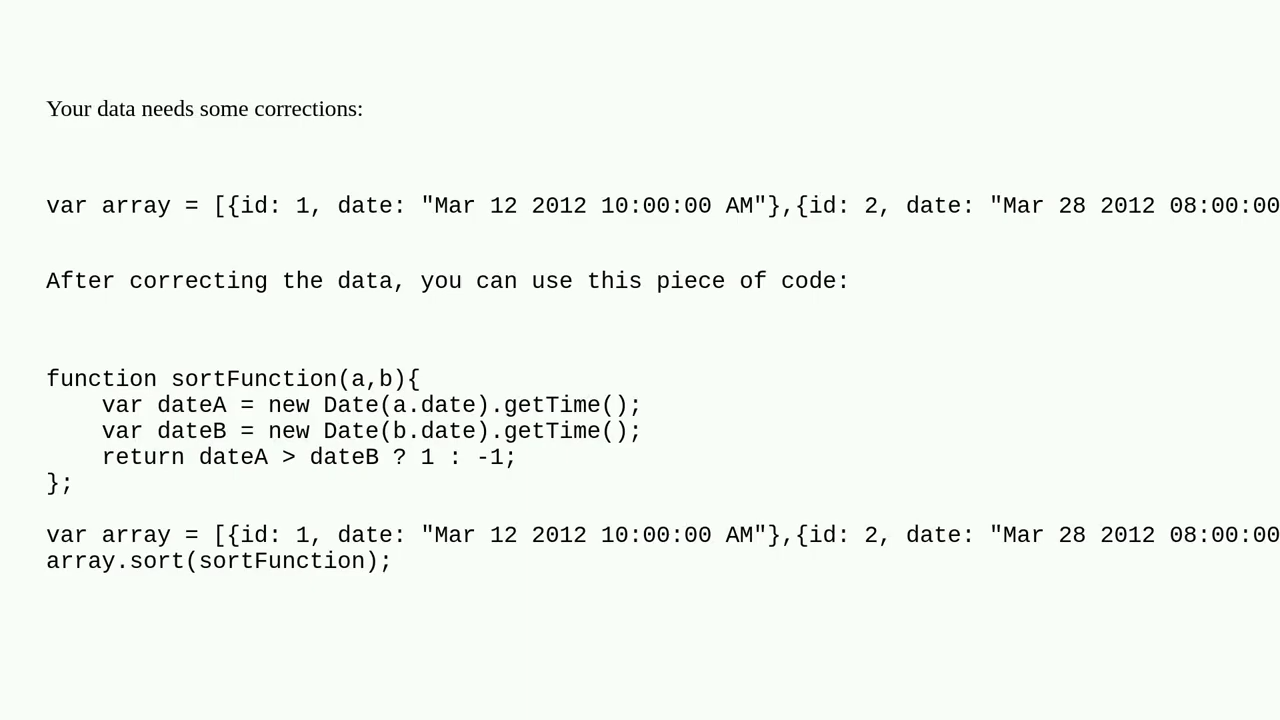 Your data needs some corrections:
var array = [{id: 1, date: "Mar 12 2012 10:00:00 AM"},{id: 2, date: "Mar 28 2012 08:00:00
After correcting the data, you can use this piece of code:
function sortFunction(a,b){
    var dateA = new Date(a.date).getTime();
    var dateB = new Date(b.date).getTime();
    return dateA > dateB ? 1 : -1;
};
var array = [{id: 1, date: "Mar 12 2012 10:00:00 AM"},{id: 2, date: "Mar 28 2012 08:00:00
array.sort(sortFunction);